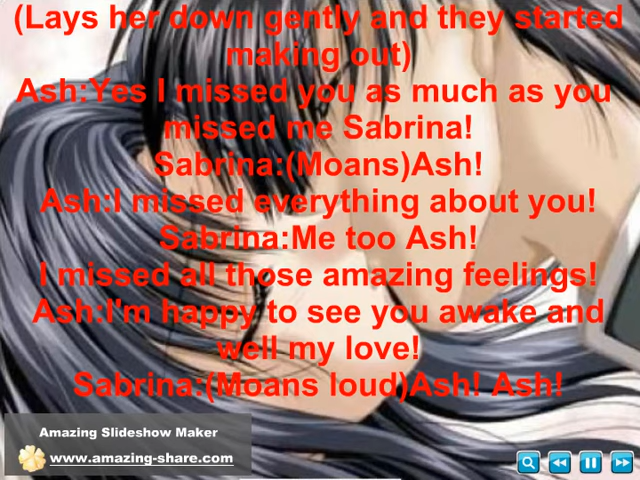 (Lays her down gently and they started
making out)
Ash:Yes I missed you as much as you
missed me Sabrina!
Sabrina:(Moans)Ash!
Ash:I missed everything about you!
Sabrina:Me too Ash!
I missed all those amazing feelings!
Ash:I'm happy to see you awake and
well my love!
Sabrina:(Moans loud)Ash! Ash!
Amazing Slideshow Maker
www.amazing-share.com